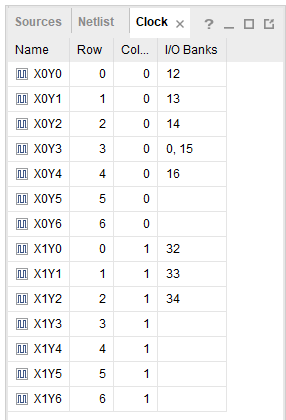 Sources Netlist Clock × ?
Name Row Col... I/O Banks
X0Y0 0 0 12
X0Y1 1 0 13
X0Y2 2 0 14
X0Y3 3 0 0, 15
X0Y4 4 0 16
X0Y5 5 0
X0Y6 6 0
X1Y0 0 1 32
X1Y1 1 1 33
X1Y2 2 1 34
X1Y3 3 1
X1Y4 4 1
X1Y5 5 1
X1Y6 6 1